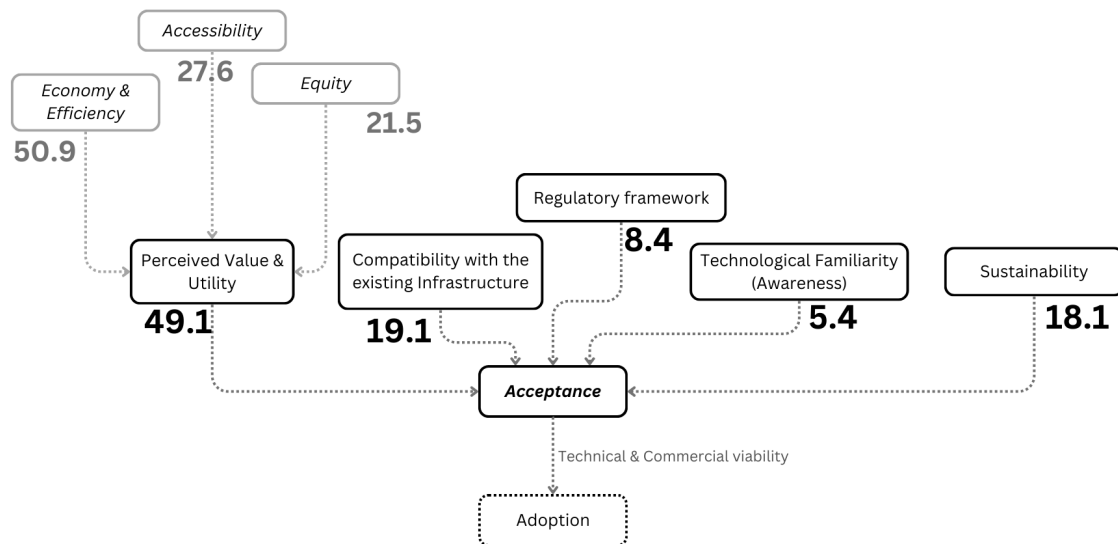 Accessibility
27.6
Economy &
Efficiency
50.9
Equity
21.5
Regulatory framework
8.4
Perceived Value &
Utility
49.1
Compatibility with the
existing Infrastructure
19.1
Technological Familiarity
(Awareness)
5.4
Sustainability
18.1
Acceptance
Technical & Commercial viability
Adoption